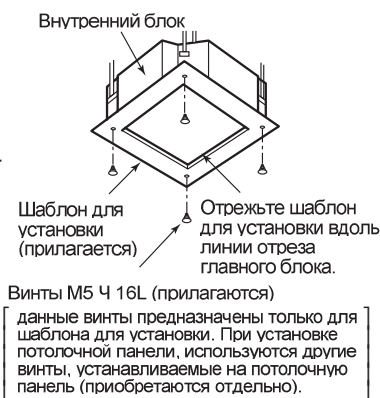 Внутренний блок
Шаблон для
установки
(прилагается)
Отрежьте шаблон
для установки вдоль
линии отреза
главного блока.
Винты М5 Ч 16L (прилагаются)
данные винты предназначены только для
шаблона для установки. При установке
потолочной панели, используются другие
винты, устанавливаемые на потолочную
панель (приобретаются отдельно).